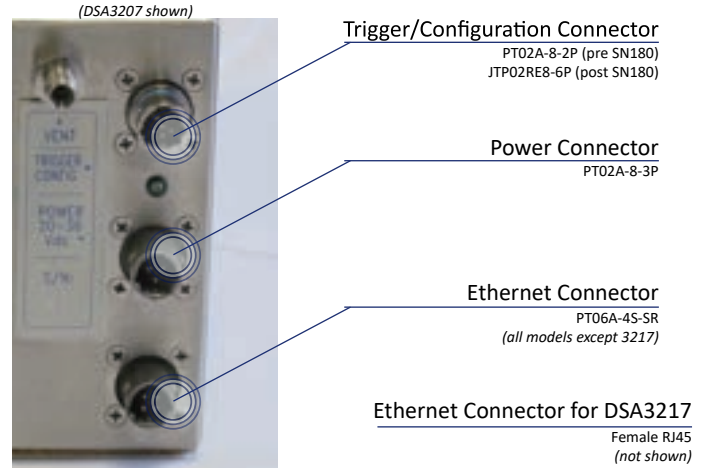 (DSA3207 shown)
Trigger/Configuration Connector
PT02A-8-2P (pre SN180)
JTP02RE8-6P (post SN180)
VENT
TRIGGER
CONFIG
Power Connector
PT02A-8-3P
POWER
20-36
Vdc
S/N:
Ethernet Connector
PT06A-4S-SR
(all models except 3217)
Ethernet Connector for DSA3217
Female RJ45
(not shown)